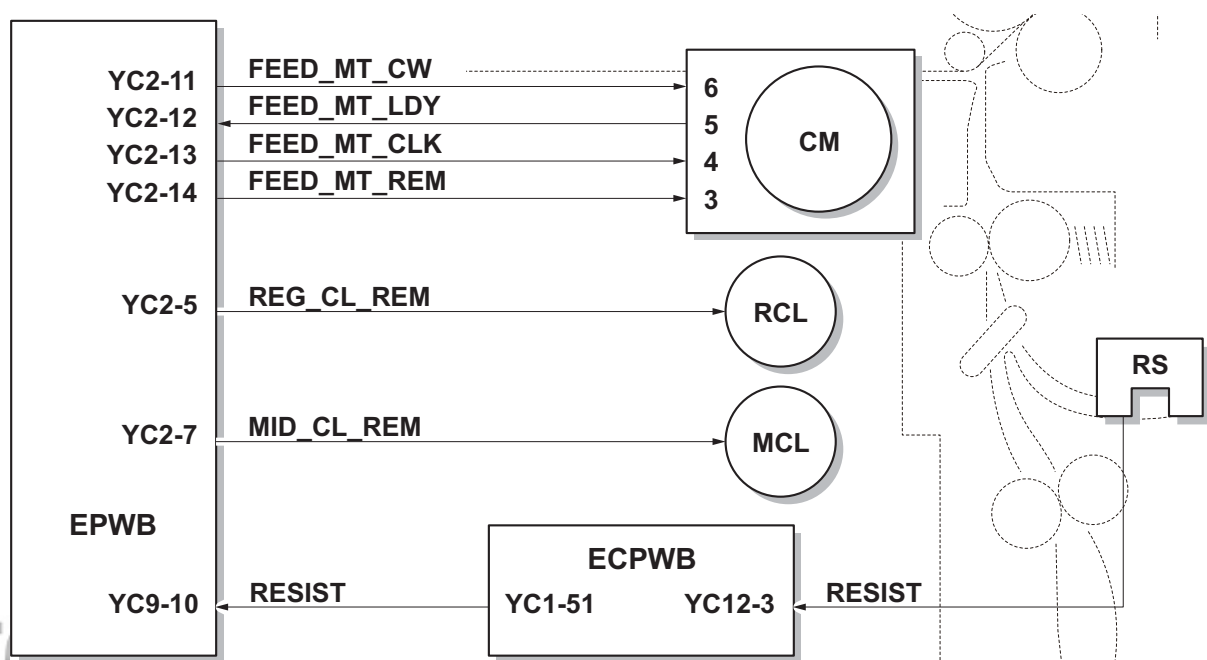 YC2-11 FEED_MT_CW 6
YC2-12 FEED_MT_LDY 5
YC2-13 FEED_MT_CLK 4
YC2-14 FEED_MT_REM 3
CM
YC2-5 REG_CL_REM RCL
RS
YC2-7 MID_CL_REM MCL
EPWB
ECPWB
YC9-10 RESIST YC1-51 YC12-3 RESIST